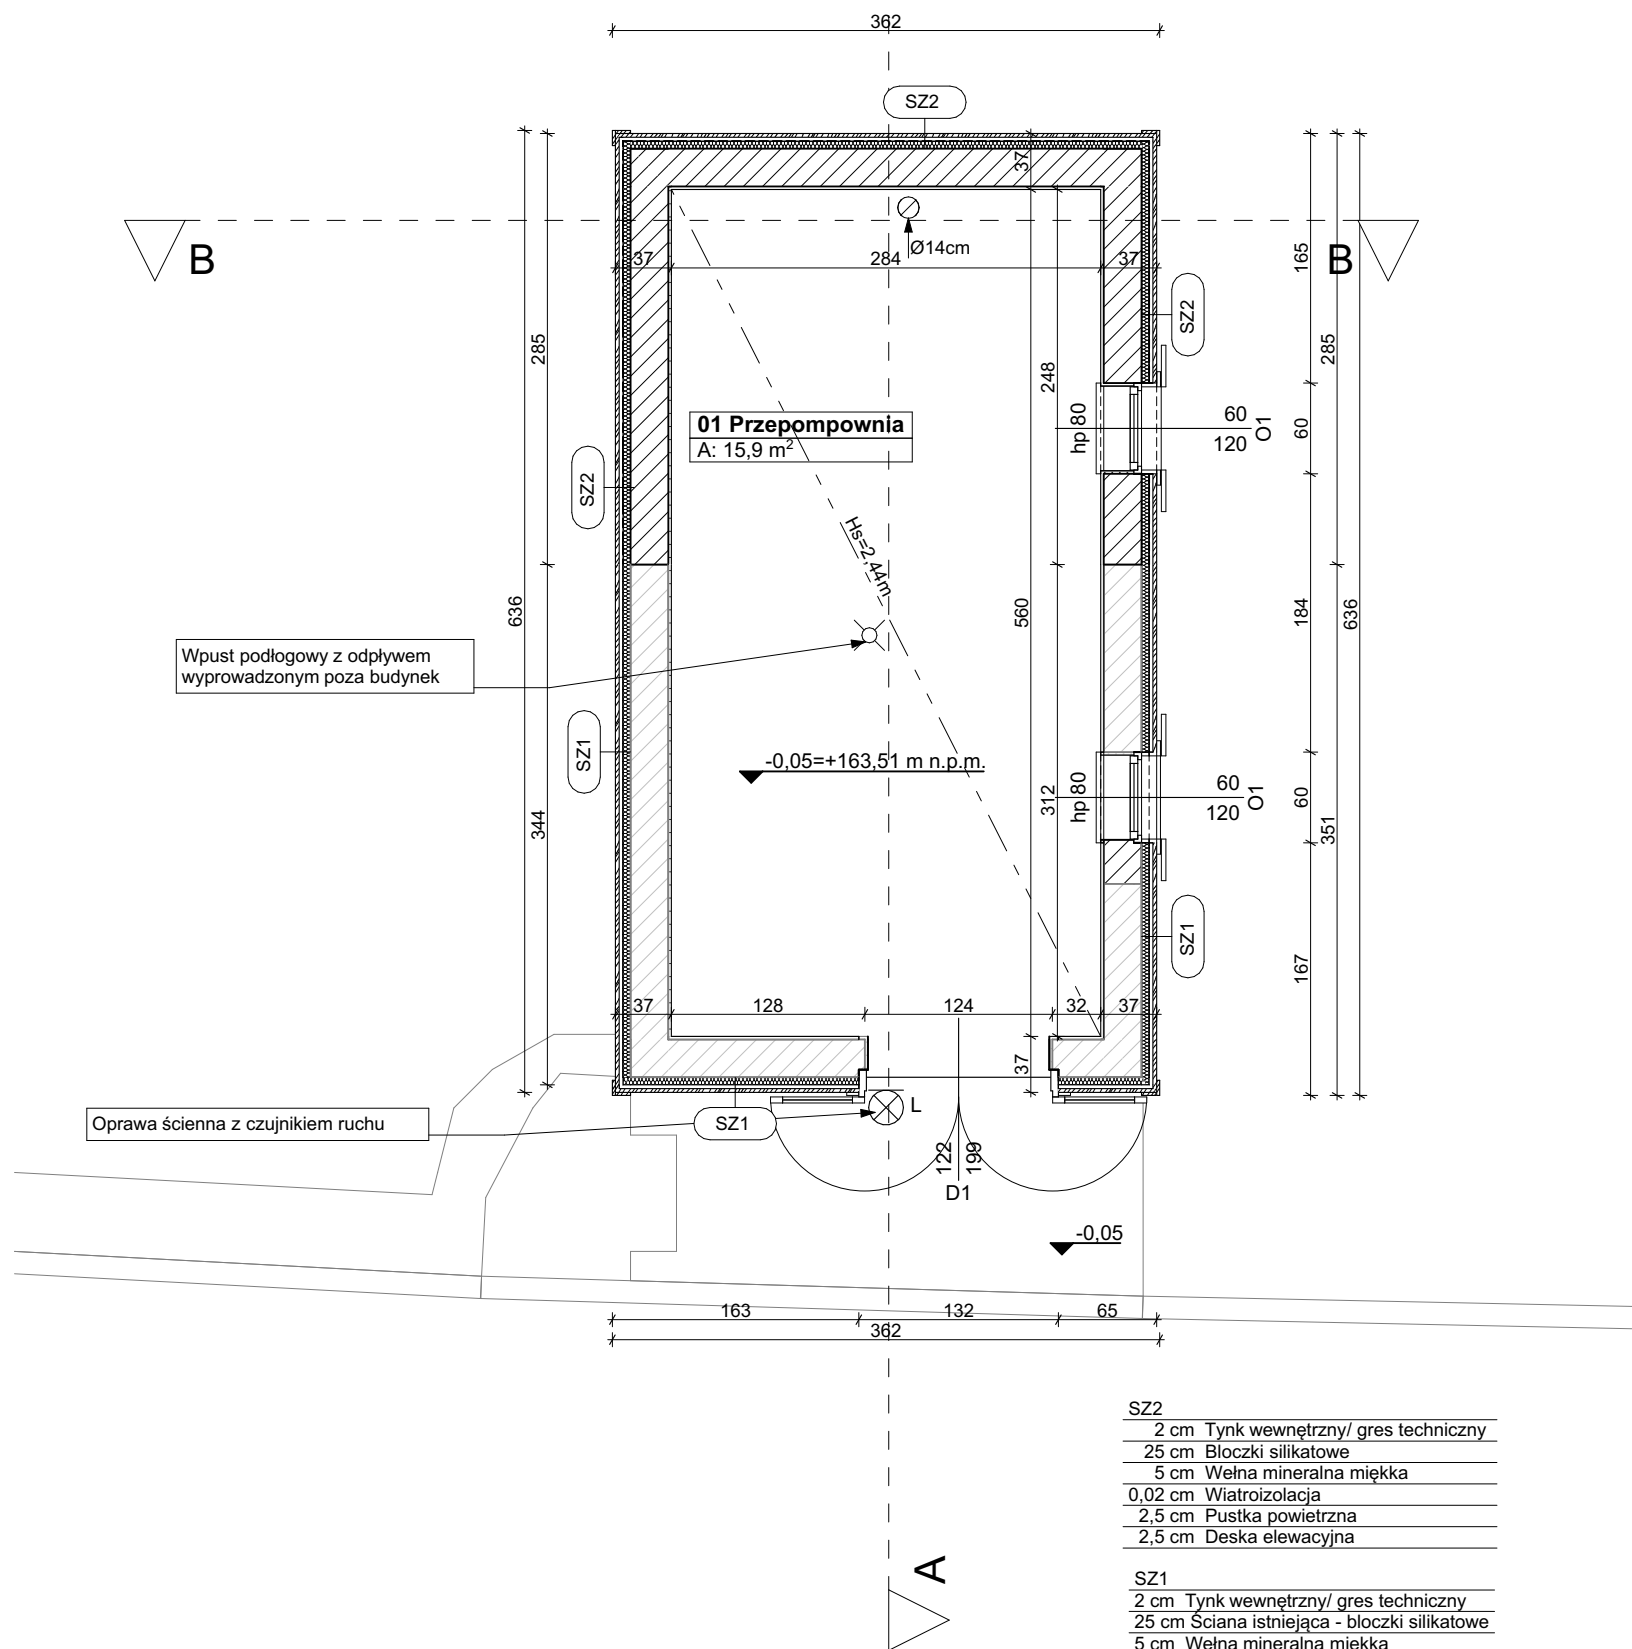 362
SZ2
37
B
B
Ø14cm
37
284
37
165
SZ2
285
248
285
hp 80
60
120
O1
60
01 Przepompownia
A: 15,9 m²
SZ2
Hs=2,44m
636
560
184
636
Wpust podłogowy z odpływem
wyprowadzonym poza budynek
SZ1
-0,05=+163,51 m n.p.m.
344
312
hp 80
60
120
O1
60
351
SZ1
167
37
128
124
32
37
37
Oprawa ścienna z czujnikiem ruchu
SZ1
L
122
199
D1
-0,05
163
132
65
362
SZ2
2 cm Tynk wewnętrzny/ gres techniczny
25 cm Bloczki silikatowe
5 cm Wełna mineralna miękka
0,02 cm Wiatroizolacja
2,5 cm Pustka powietrzna
2,5 cm Deska elewacyjna
A
SZ1
2 cm Tynk wewnętrzny/ gres techniczny
25 cm Ściana istniejąca - bloczki silikatowe
5 cm Wełna mineralna miękka